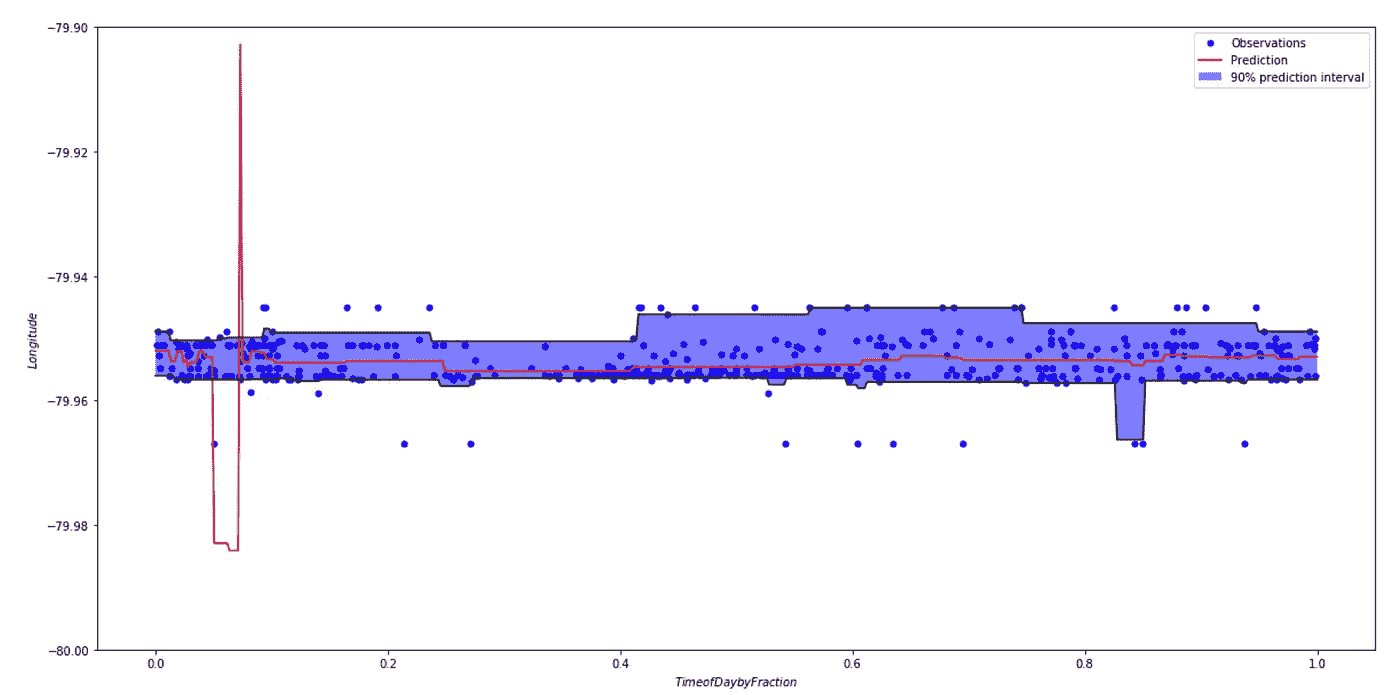 −79.90
−79.92
−79.94
−79.96
−79.98
−80.00
Longitude
0.0 0.2 0.4 0.6 0.8 1.0
TimeofDaybyFraction
Observations
Prediction
90% prediction interval